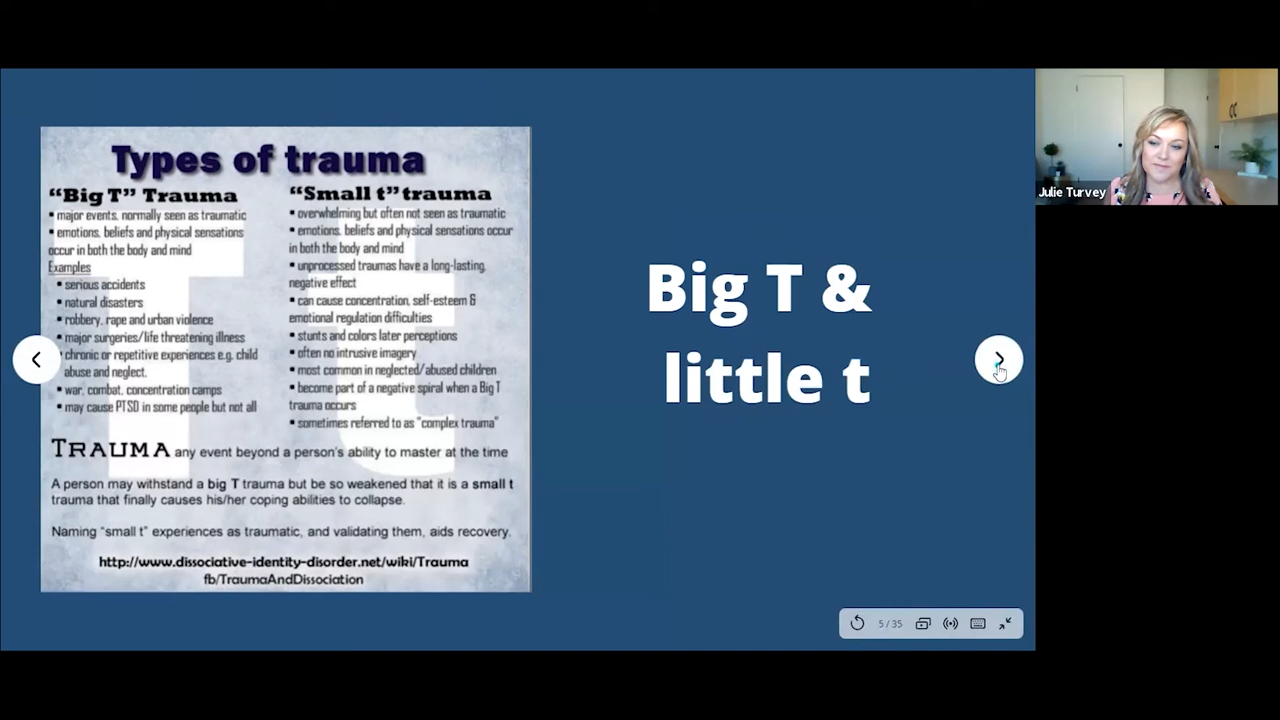 Types of trauma
“Big T” Trauma
▪ major events, normally seen as traumatic
▪ emotions, beliefs and physical sensations
occur in both the body and mind
Examples
▪ serious accidents
▪ natural disasters
▪ robbery, rape and urban violence
▪ major surgeries/life threatening illness
▪ chronic or repetitive experiences e.g. child
abuse and neglect.
▪ war, combat, concentration camps
▪ may cause PTSD in some people but not all
“Small t” trauma
▪ overwhelming but often not seen as traumatic
▪ emotions, beliefs and physical sensations occur
in both the body and mind
▪ unprocessed traumas have a long-lasting,
negative effect
▪ can cause concentration, self-esteem &
emotional regulation difficulties
▪ stunts and colors later perceptions
▪ often no intrusive imagery
▪ most common in neglected/abused children
▪ become part of a negative spiral when a Big T
trauma occurs
▪ sometimes referred to as “complex trauma”
TRAUMA any event beyond a person's ability to master at the time
A person may withstand a big T trauma but be so weakened that it is a small t
trauma that finally causes his/her coping abilities to collapse.
Naming “small t” experiences as traumatic, and validating them, aids recovery.
http://www.dissociative-identity-disorder.net/wiki/Trauma
fb/TraumaAndDissociation
Big T &
little t
Julie Turvey
5 / 35